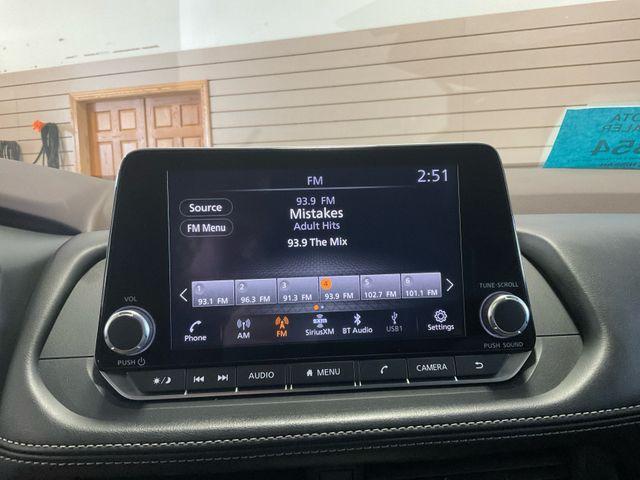 FM
2:51
93.9 FM
Source
Mistakes
Adult Hits
FM Menu
93.9 The Mix
1 2 3 4 5 6
93.1 FM 96.3 FM 91.3 FM 93.9 FM 102.7 FM 101.1 FM
Phone AM FM SiriusXM BT Audio USB1 Settings
VOL
PUSH
TUNE·SCROLL
PUSH SOUND
AUDIO MENU CAMERA